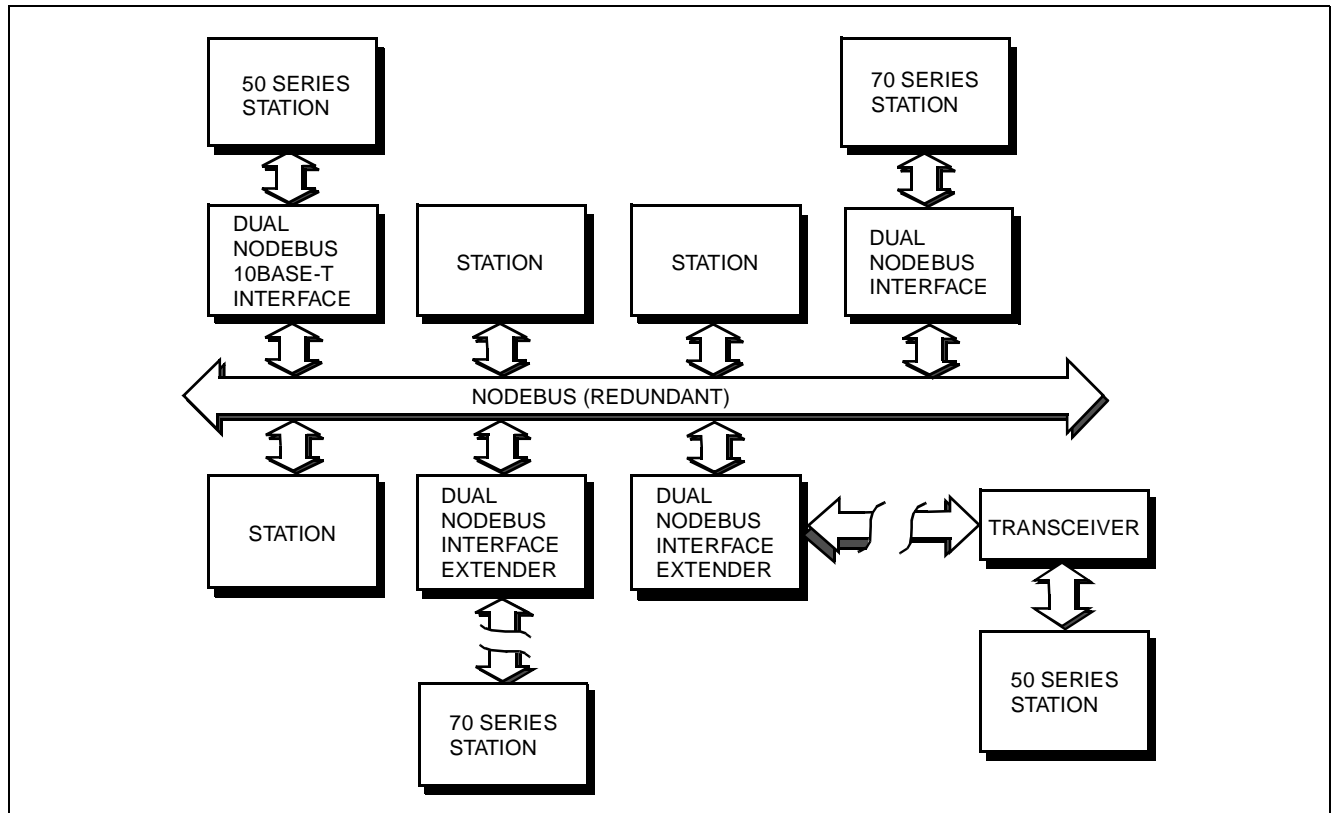 50 SERIES
STATION
70 SERIES
STATION
DUAL
NODEBUS
10BASE-T
INTERFACE
STATION
STATION
DUAL
NODEBUS
INTERFACE
NODEBUS (REDUNDANT)
STATION
DUAL
NODEBUS
INTERFACE
EXTENDER
DUAL
NODEBUS
INTERFACE
EXTENDER
TRANSCEIVER
70 SERIES
STATION
50 SERIES
STATION